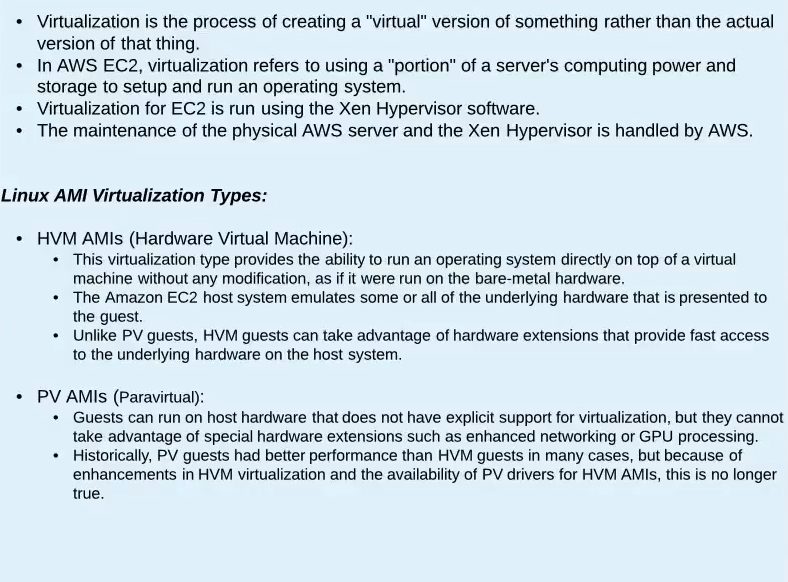 • Virtualization is the process of creating a "virtual" version of something rather than the actual
version of that thing.
• In AWS EC2, virtualization refers to using a "portion" of a server's computing power and
storage to setup and run an operating system.
• Virtualization for EC2 is run using the Xen Hypervisor software.
• The maintenance of the physical AWS server and the Xen Hypervisor is handled by AWS.
Linux AMI Virtualization Types:
• HVM AMIs (Hardware Virtual Machine):
• This virtualization type provides the ability to run an operating system directly on top of a virtual
machine without any modification, as if it were run on the bare-metal hardware.
• The Amazon EC2 host system emulates some or all of the underlying hardware that is presented to
the guest.
• Unlike PV guests, HVM guests can take advantage of hardware extensions that provide fast access
to the underlying hardware on the host system.
• PV AMIs (Paravirtual):
• Guests can run on host hardware that does not have explicit support for virtualization, but they cannot
take advantage of special hardware extensions such as enhanced networking or GPU processing.
• Historically, PV guests had better performance than HVM guests in many cases, but because of
enhancements in HVM virtualization and the availability of PV drivers for HVM AMIs, this is no longer
true.